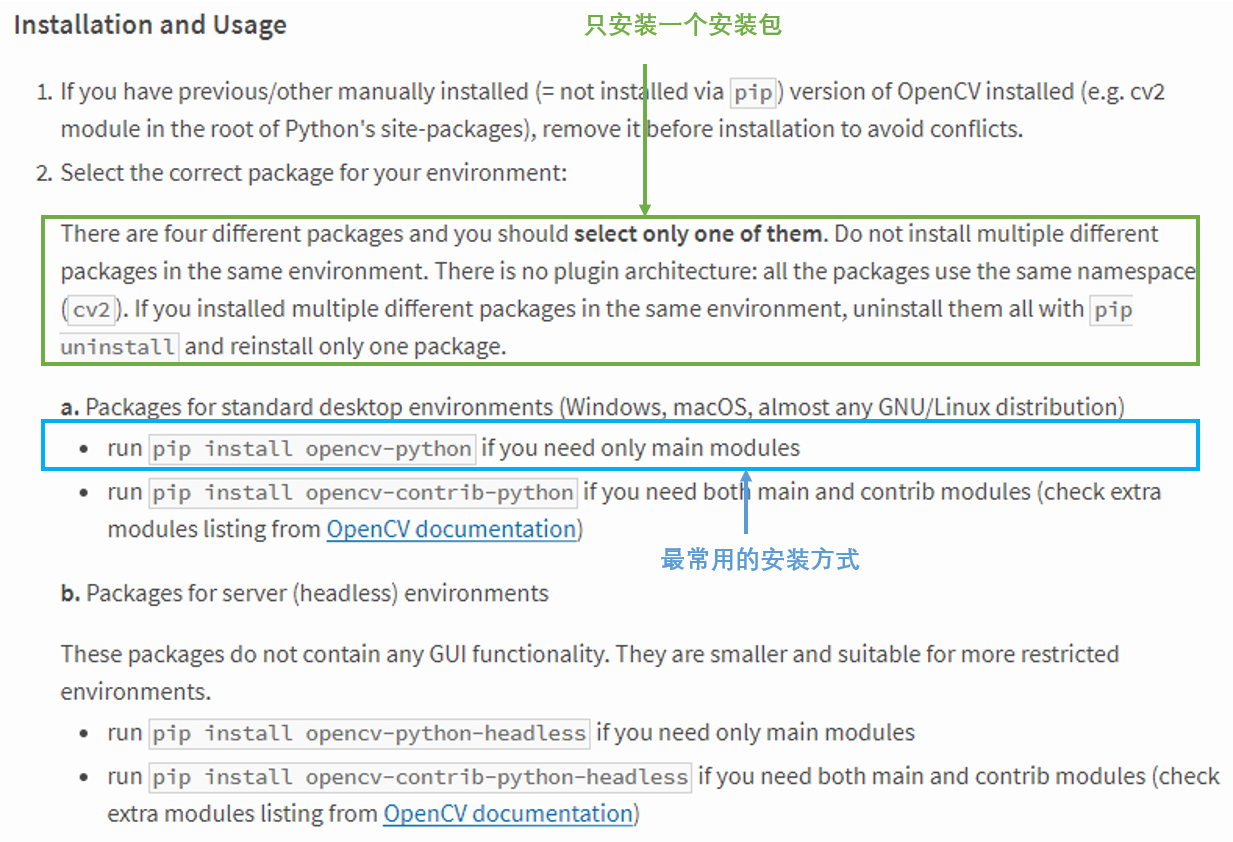 Installation and Usage
只安装一个安装包
1. If you have previous/other manually installed (= not installed via pip) version of OpenCV installed (e.g. cv2
module in the root of Python's site-packages), remove it before installation to avoid conflicts.
2. Select the correct package for your environment:
There are four different packages and you should select only one of them. Do not install multiple different
packages in the same environment. There is no plugin architecture: all the packages use the same namespace
(cv2). If you installed multiple different packages in the same environment, uninstall them all with pip
uninstall and reinstall only one package.
a. Packages for standard desktop environments (Windows, macOS, almost any GNU/Linux distribution)
• run pip install opencv-python if you need only main modules
• run pip install opencv-contrib-python if you need both main and contrib modules (check extra
modules listing from OpenCV documentation)
最常用的安装方式
b. Packages for server (headless) environments
These packages do not contain any GUI functionality. They are smaller and suitable for more restricted
environments.
• run pip install opencv-python-headless if you need only main modules
• run pip install opencv-contrib-python-headless if you need both main and contrib modules (check
extra modules listing from OpenCV documentation)